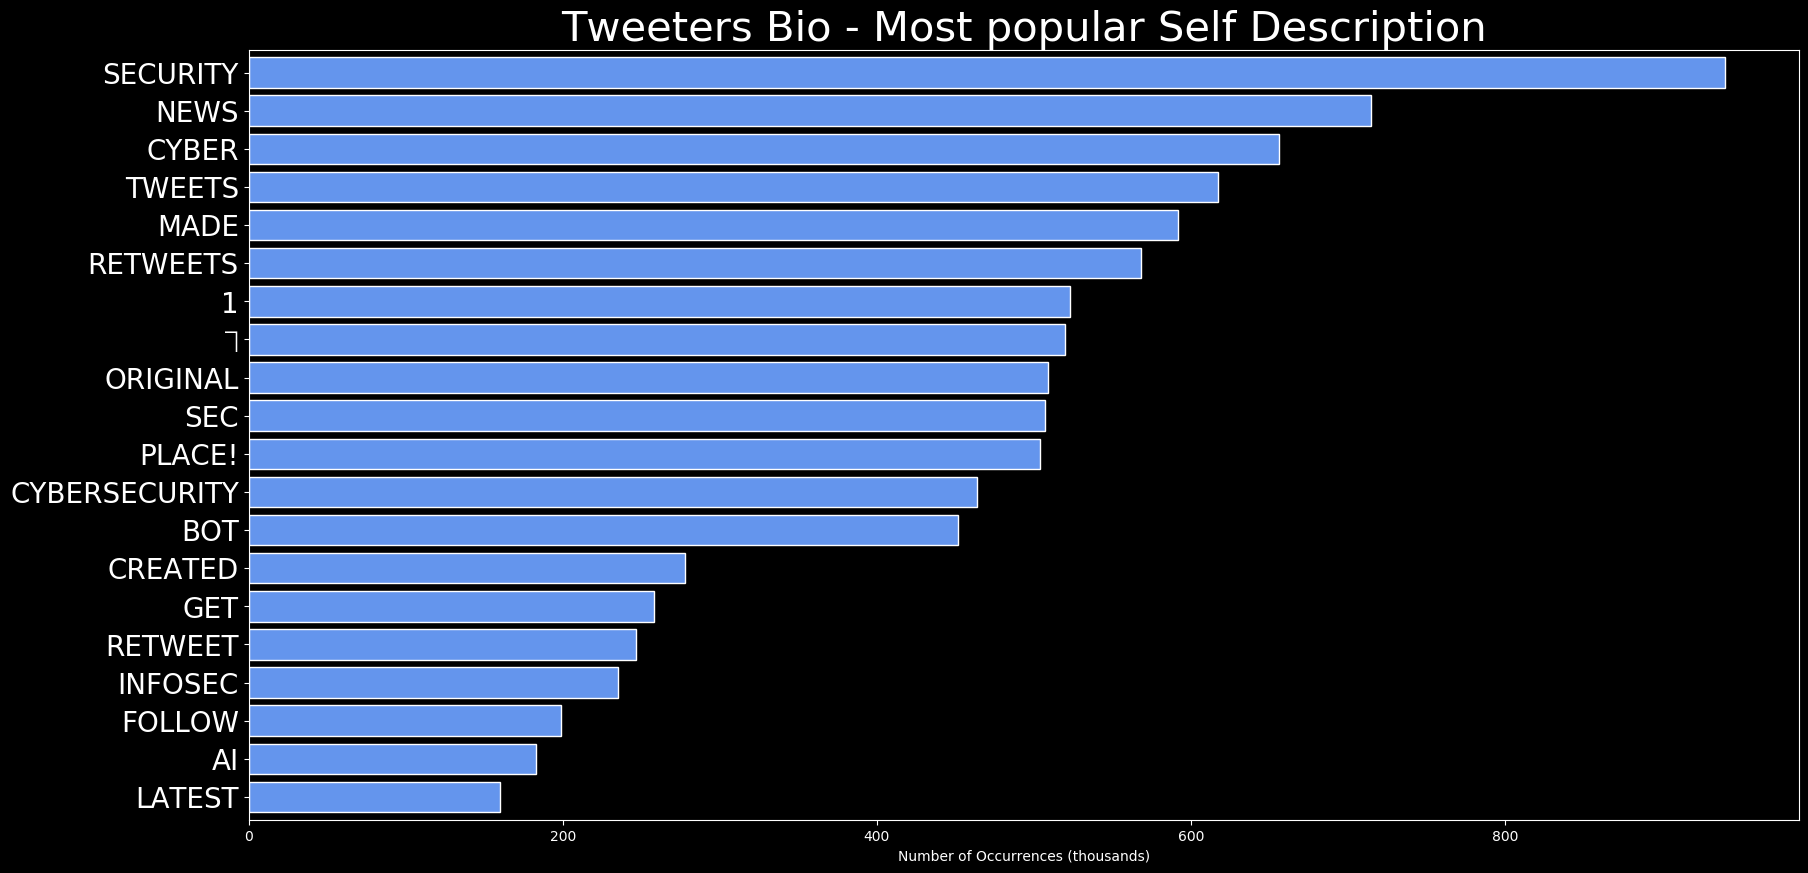 Tweeters Bio - Most popular Self Description
SECURITY
NEWS
CYBER
TWEETS
MADE
RETWEETS
1
ORIGINAL
SEC
PLACE!
CYBERSECURITY
BOT
CREATED
GET
RETWEET
INFOSEC
FOLLOW
AI
LATEST
0 200 400 600 800
Number of Occurrences (thousands)